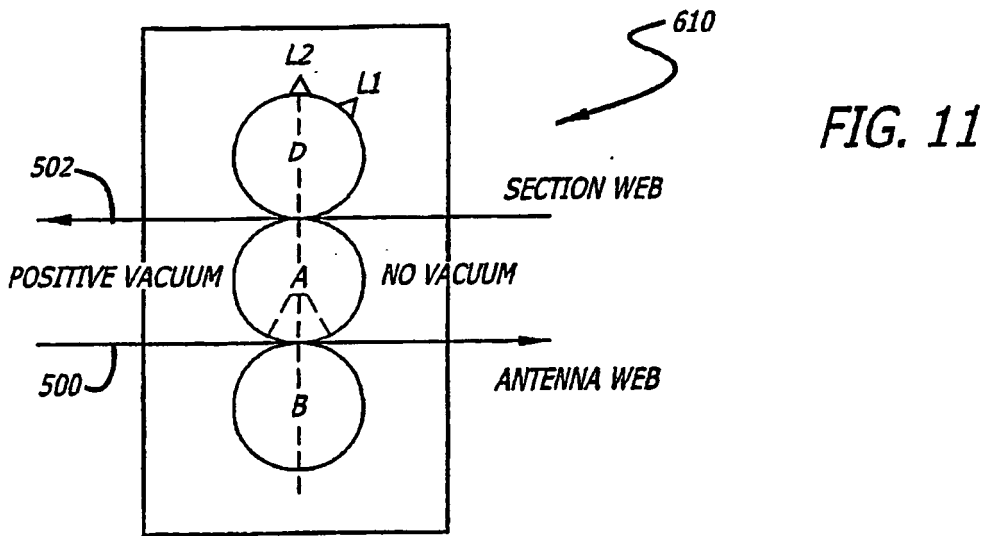 610
L2
L1
FIG. 11
D
502
SECTION WEB
POSITIVE VACUUM
A
NO VACUUM
500
ANTENNA WEB
B